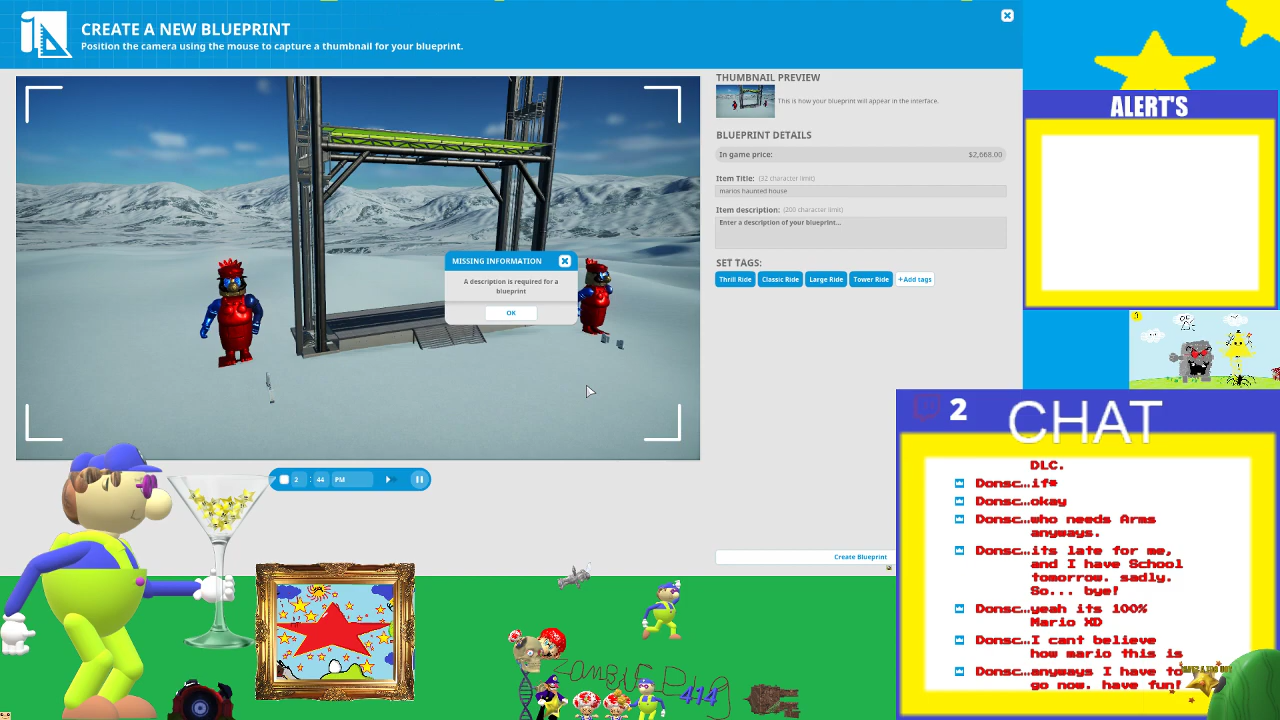 CREATE A NEW BLUEPRINT
Position the camera using the mouse to capture a thumbnail for your blueprint.
THUMBNAIL PREVIEW
This is how your blueprint will appear in the interface.
BLUEPRINT DETAILS
In game price: $2,668.00
Item Title: (32 character limit)
marios haunted house
Item description: (200 character limit)
Enter a description of your blueprint...
SET TAGS:
Thrill Ride Classic Ride Large Ride Tower Ride +Add tags
MISSING INFORMATION
A description is required for a
blueprint
OK
2 : 44 PM
Create Blueprint
ALERT'S
2 CHAT
DLC.
Donsc...if*
Donsc...okay
Donsc...who needs Arms
anyways.
Donsc...its late for me,
and I have School
tomorrow. sadly.
So... bye!
Donsc...yeah its 100%
Mario XD
Donsc...I cant believe
how mario this is
Donsc...anyways I have to
go now. have fun!
414